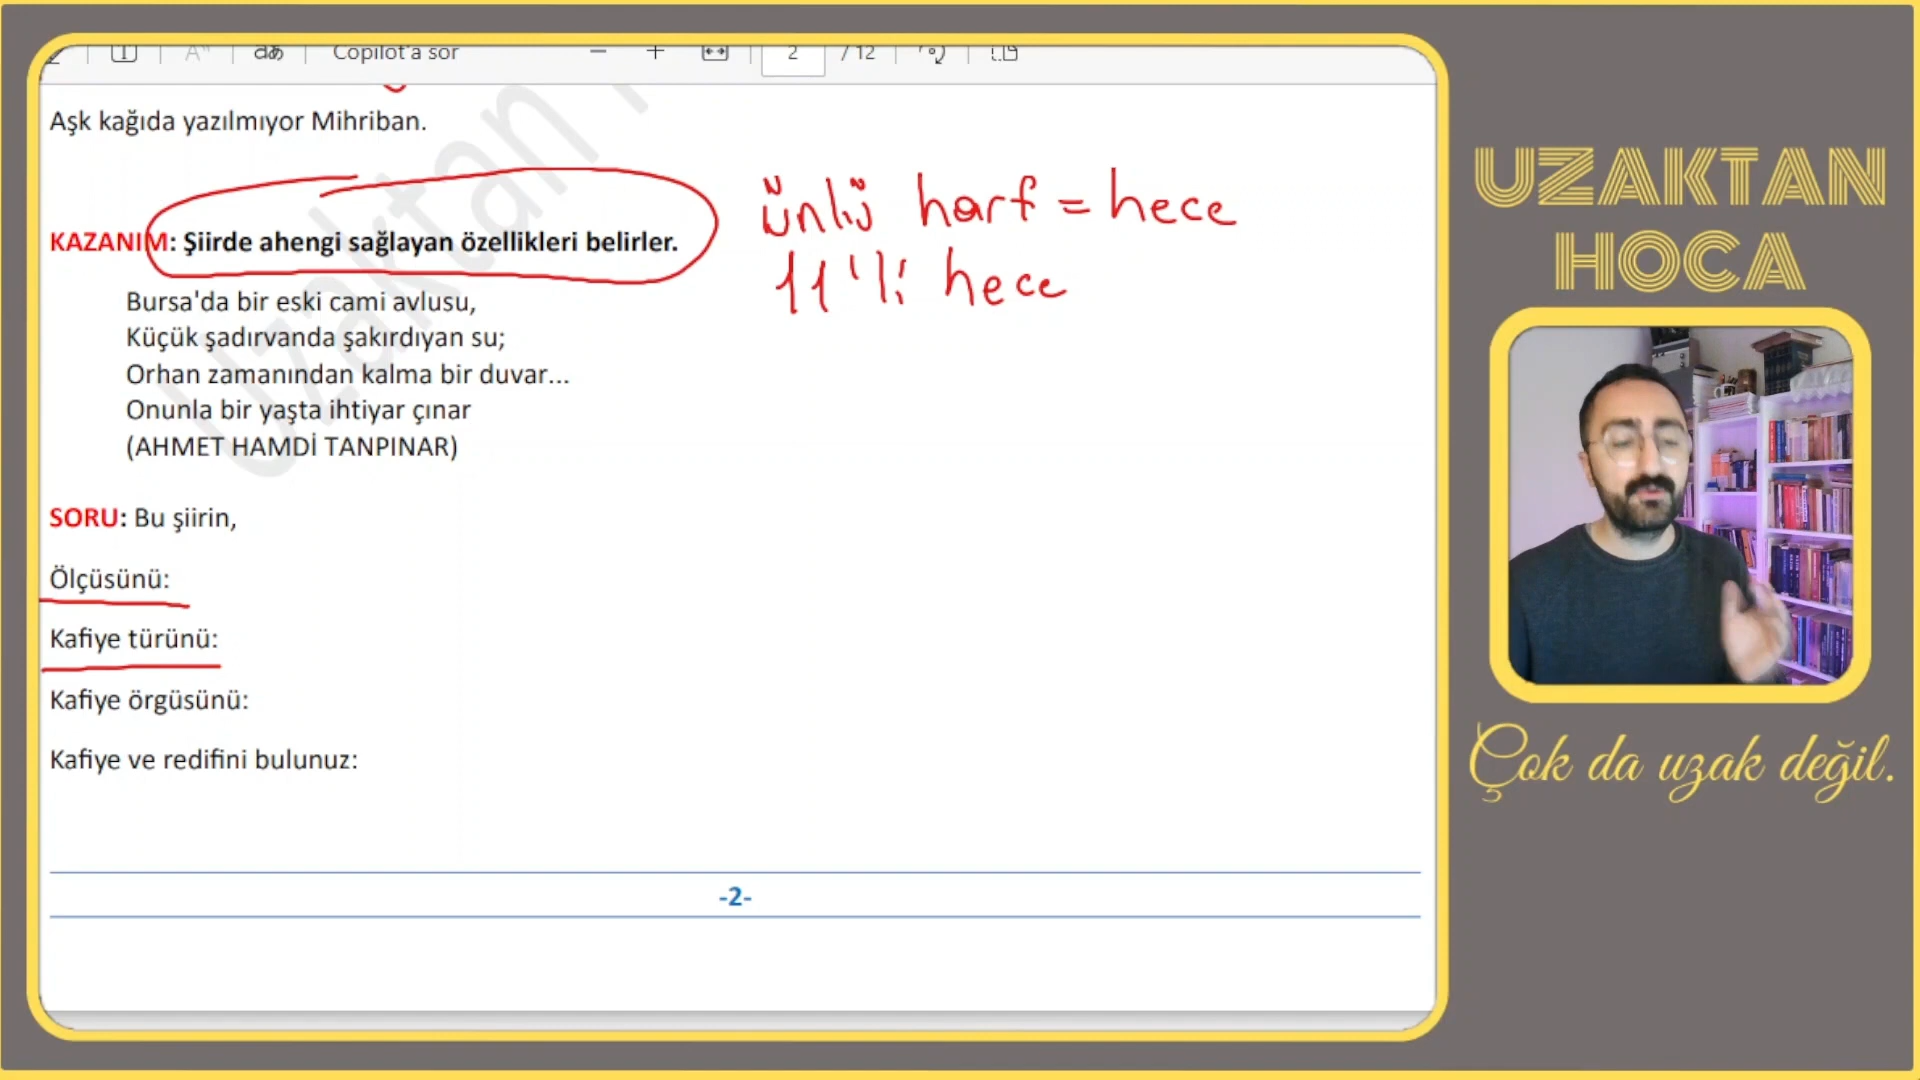 Copilot'a sor
2 / 12
Aşk kağıda yazılmıyor Mihriban.
KAZANIM: Şiirde ahengi sağlayan özellikleri belirler.
ünlü harf = hece
11'li hece
Bursa'da bir eski cami avlusu,
Küçük şadırvanda şakırdıyan su;
Orhan zamanından kalma bir duvar...
Onunla bir yaşta ihtiyar çınar
(AHMET HAMDİ TANPINAR)
SORU: Bu şiirin,
Ölçüsünü:
Kafiye türünü:
Kafiye örgüsünü:
Kafiye ve redifini bulunuz:
-2-
Uzaktan
UZAKTAN
HOCA
Çok da uzak değil.